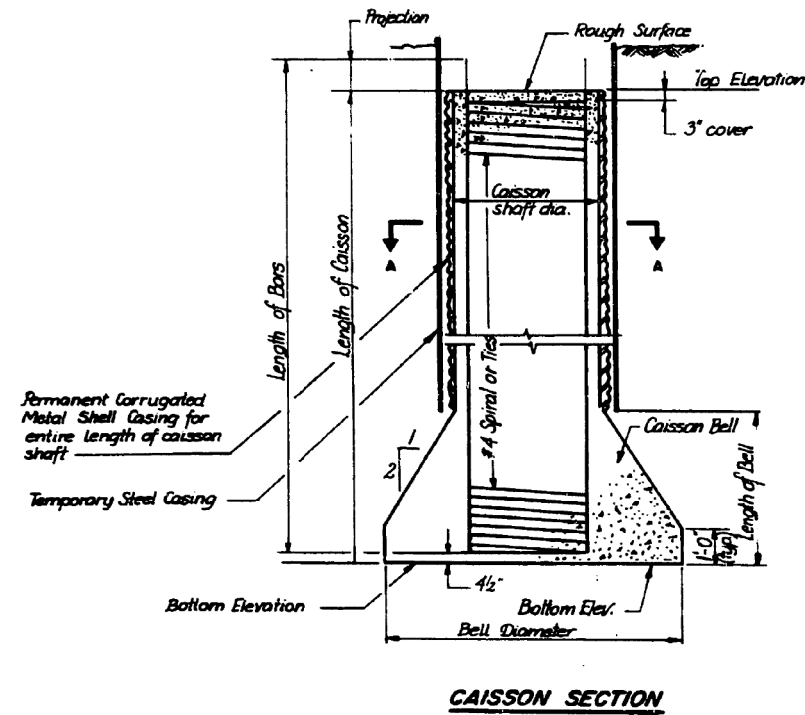 Projection
Rough Surface
Top Elevation
3" cover
Caisson
shaft dia.
A
A
Length of Bars
Length of Caisson
#4 Spiral or Ties
Permanent Corrugated
Metal Shell Casing for
entire length of caisson
shaft
Caisson Bell
1
2
Length of Bell
Temporary Steel Casing
1'-0"
(typ)
4½"
Bottom Elevation
Bottom Elev.
Bell Diameter
CAISSON SECTION